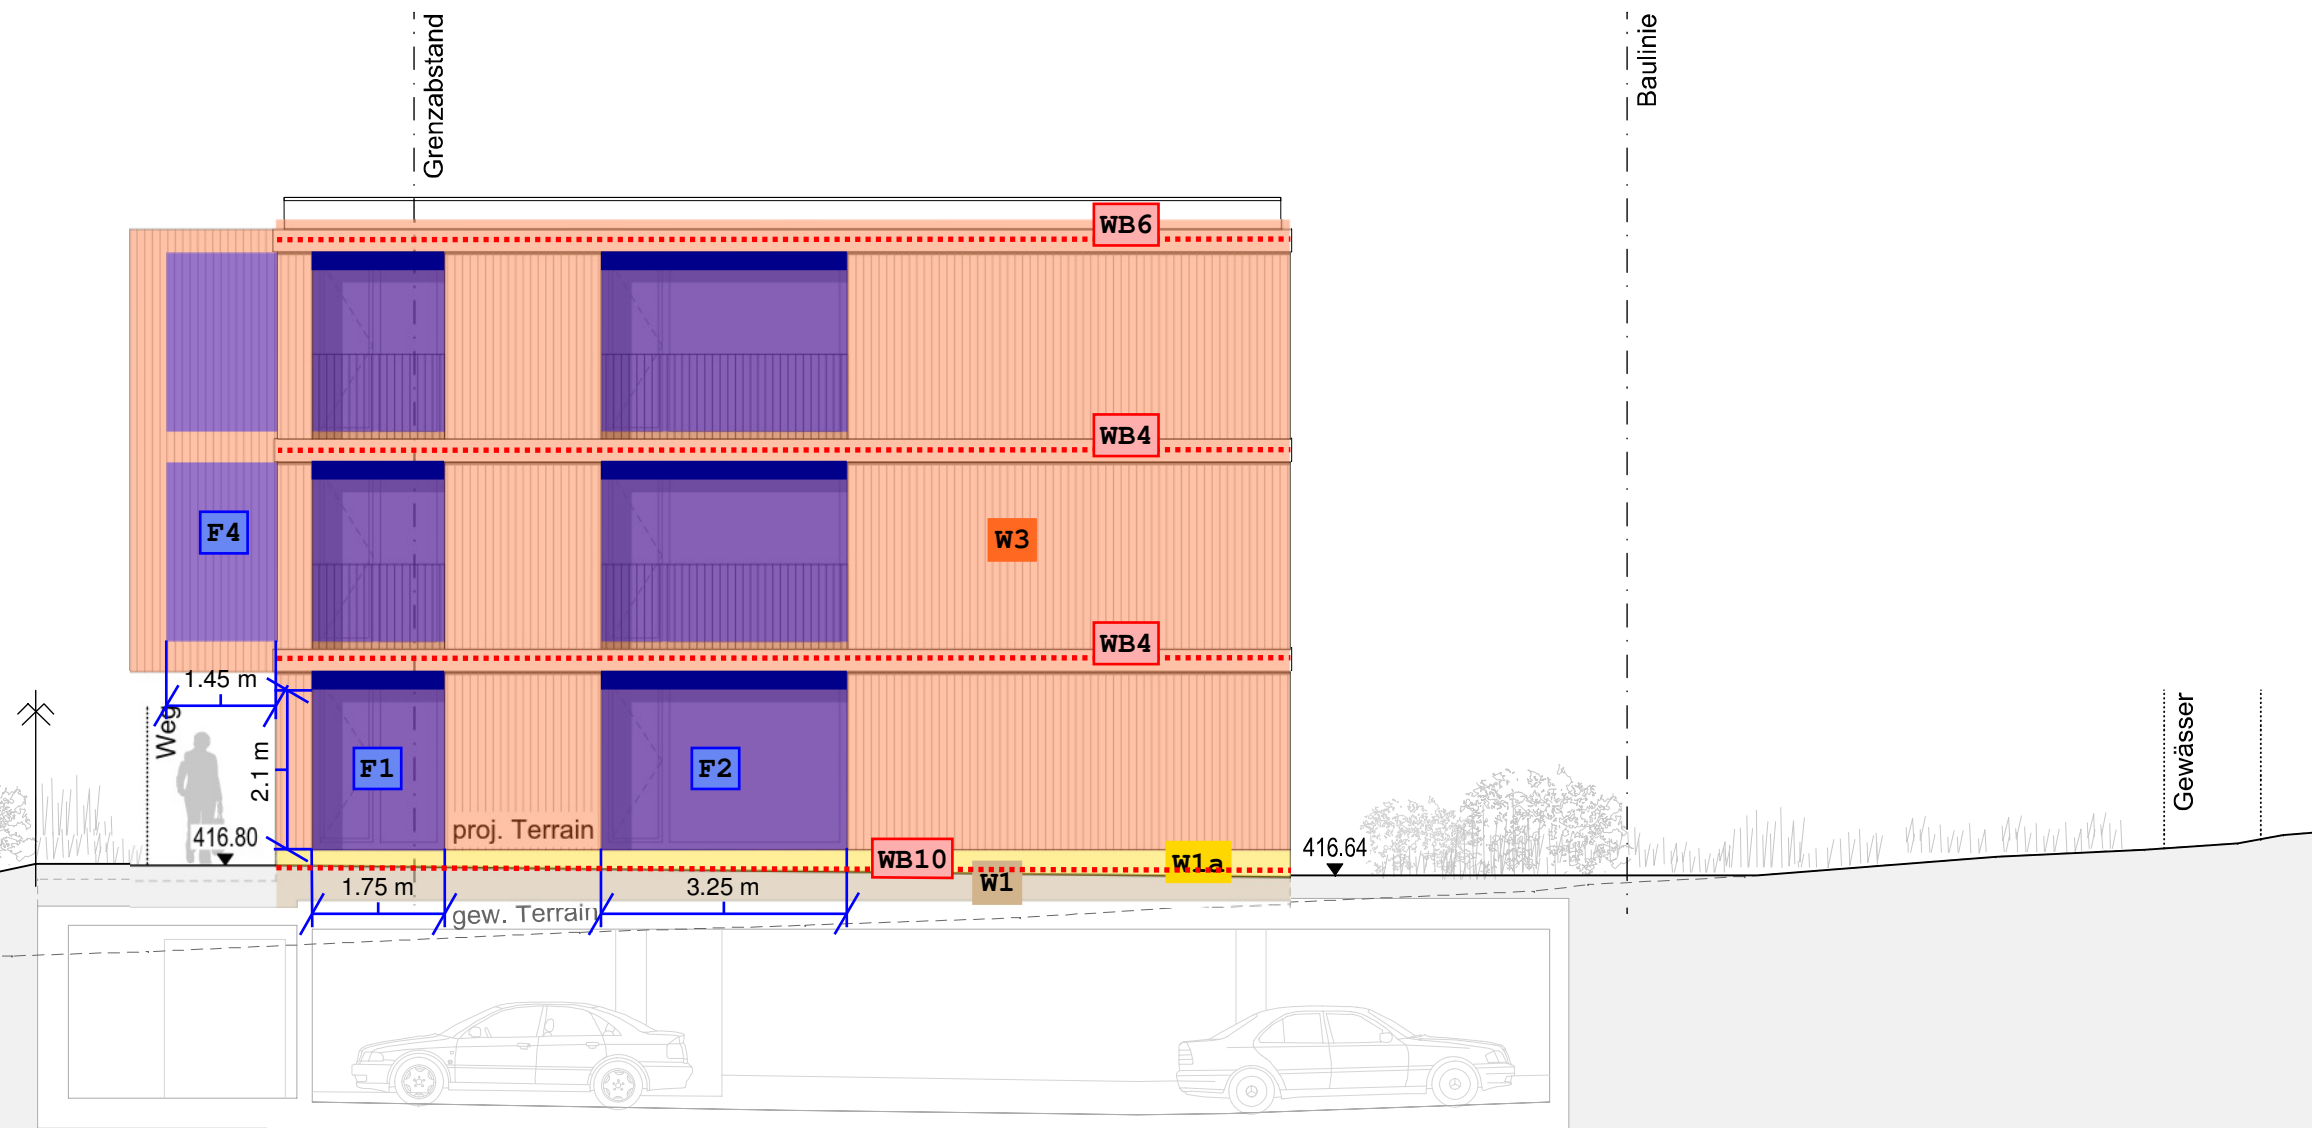 Grenzabstand
Baulinie
WB6
WB4
F4
W3
WB4
1.45 m
Weg
2.1 m
F1
F2
Gewässer
416.80
proj. Terrain
WB10
W1a
416.64
1.75 m
3.25 m
W1
gew. Terrain